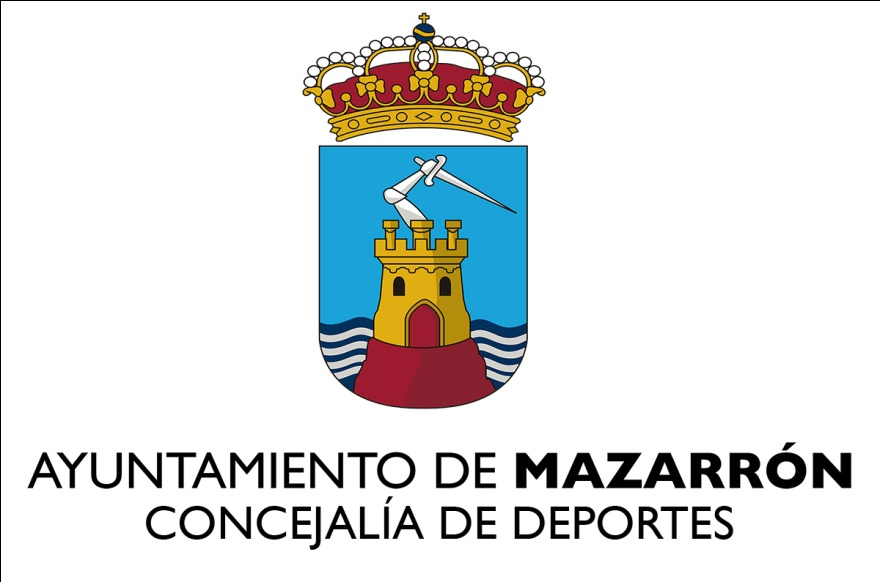 AYUNTAMIENTO DE MAZARRÓN
CONCEJALÍA DE DEPORTES